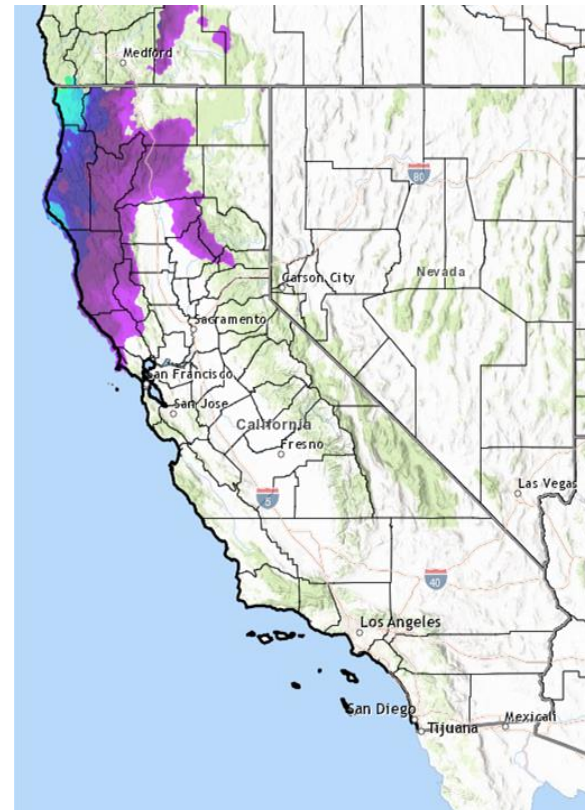 Medford
80
Carson City
Nevada
Sacramento
San Francisco
San Jose
California
Fresno
Las Vegas
5
40
Los Angeles
San Diego
Tijuana
Mexicali